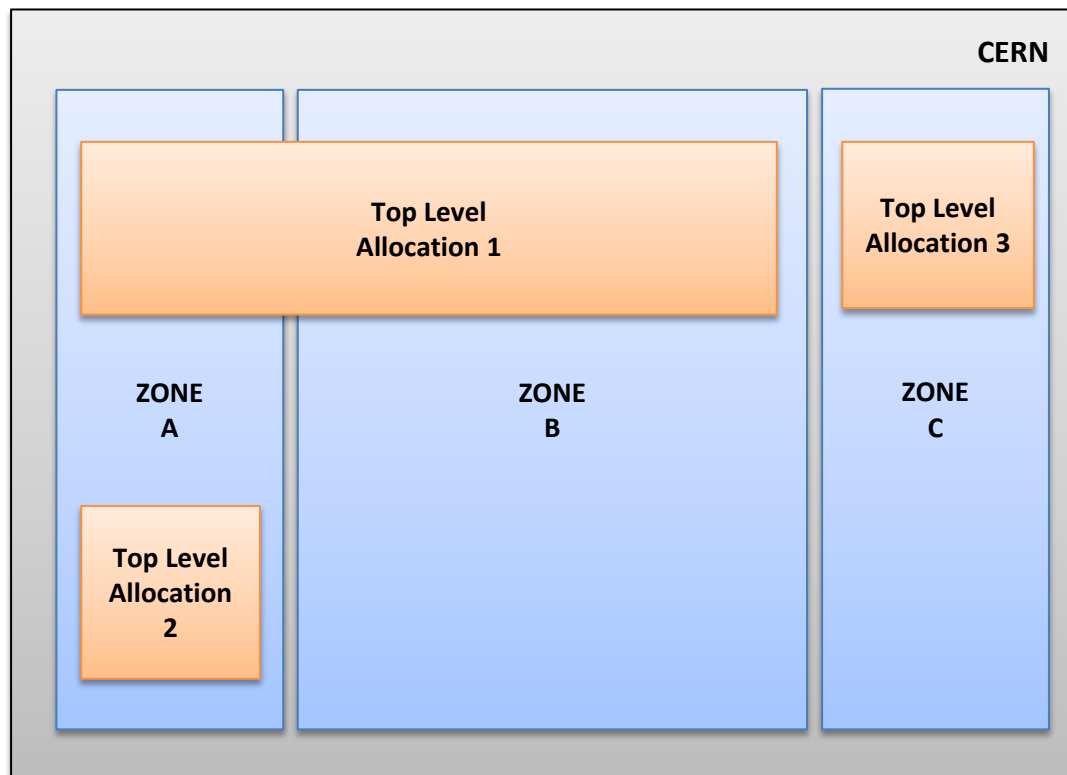 CERN
Top Level
Allocation 1
Top Level
Allocation 3
ZONE
A
ZONE
B
ZONE
C
Top Level
Allocation
2